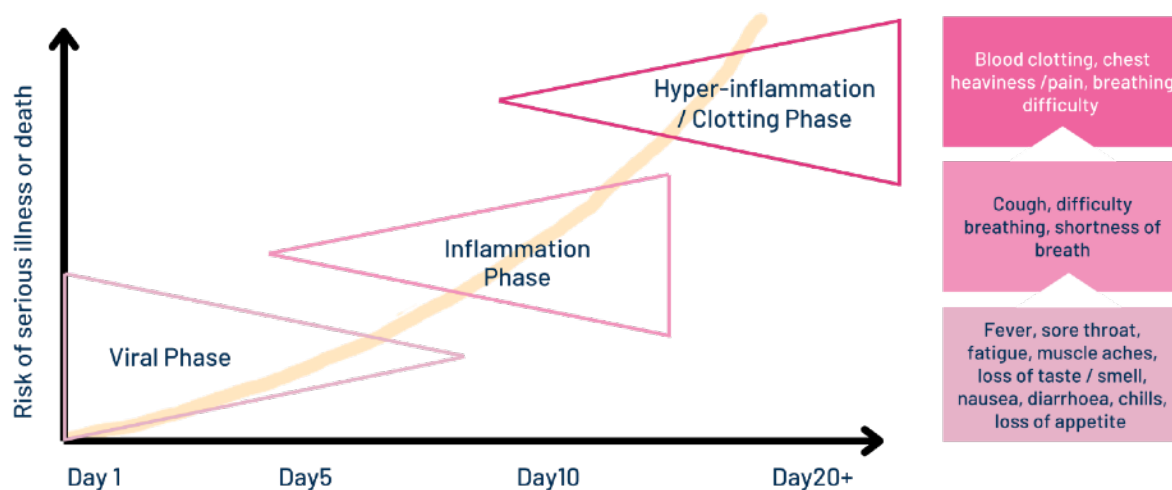 Risk of serious illness or death
Viral Phase
Inflammation
Phase
Hyper-inflammation
/ Clotting Phase
Day 1
Day5
Day10
Day20+
Blood clotting, chest
heaviness /pain, breathing
difficulty
Cough, difficulty
breathing, shortness of
breath
Fever, sore throat,
fatigue, muscle aches,
loss of taste / smell,
nausea, diarrhoea, chills,
loss of appetite